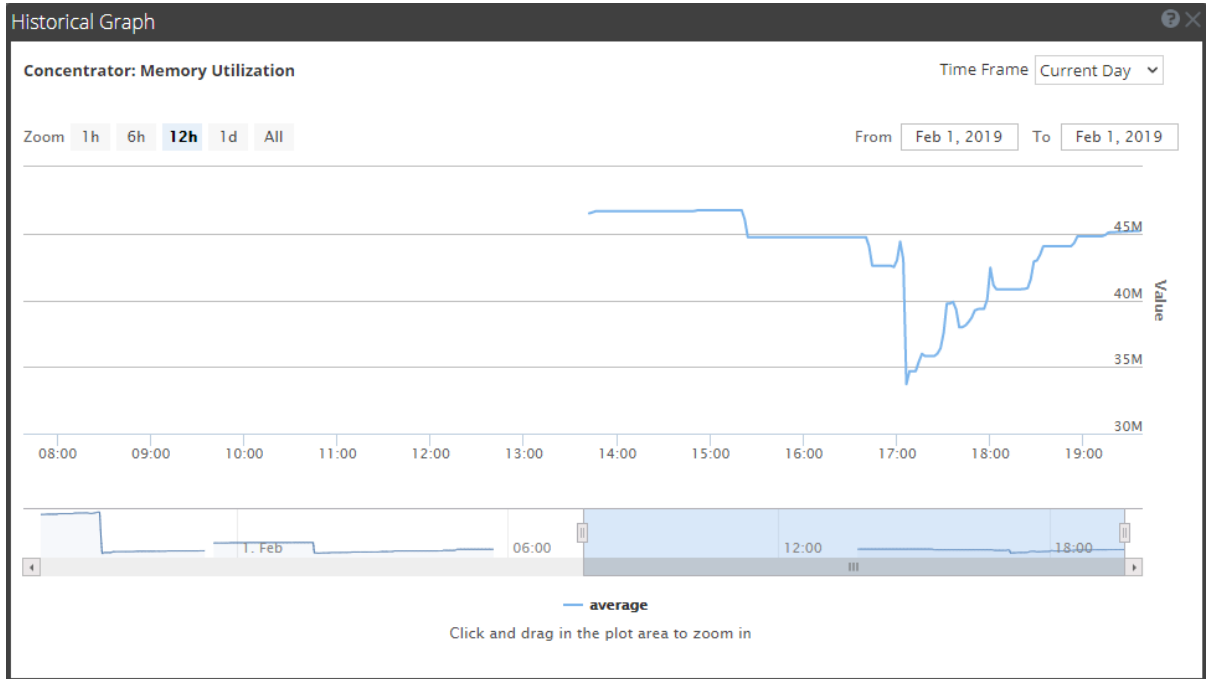 Historical Graph
Concentrator: Memory Utilization
Time Frame Current Day
Zoom 1h 6h 12h 1d All
From Feb 1, 2019 To Feb 1, 2019
45M
40M
Value
35M
30M
08:00 09:00 10:00 11:00 12:00 13:00 14:00 15:00 16:00 17:00 18:00 19:00
1. Feb 06:00 12:00 18:00
average
Click and drag in the plot area to zoom in